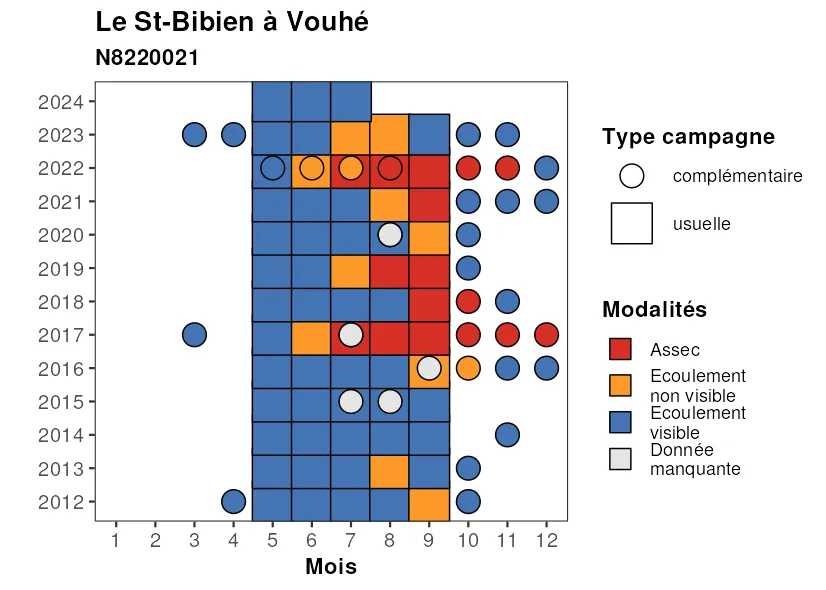 Le St-Bibien à Vouhé
N8220021
2024
2023
2022
2021
2020
2019
2018
2017
2016
2015
2014
2013
2012
1 2 3 4 5 6 7 8 9 10 11 12
Mois
Type campagne
complémentaire
usuelle
Modalités
Assec
Ecoulement
non visible
Ecoulement
visible
Donnée
manquante